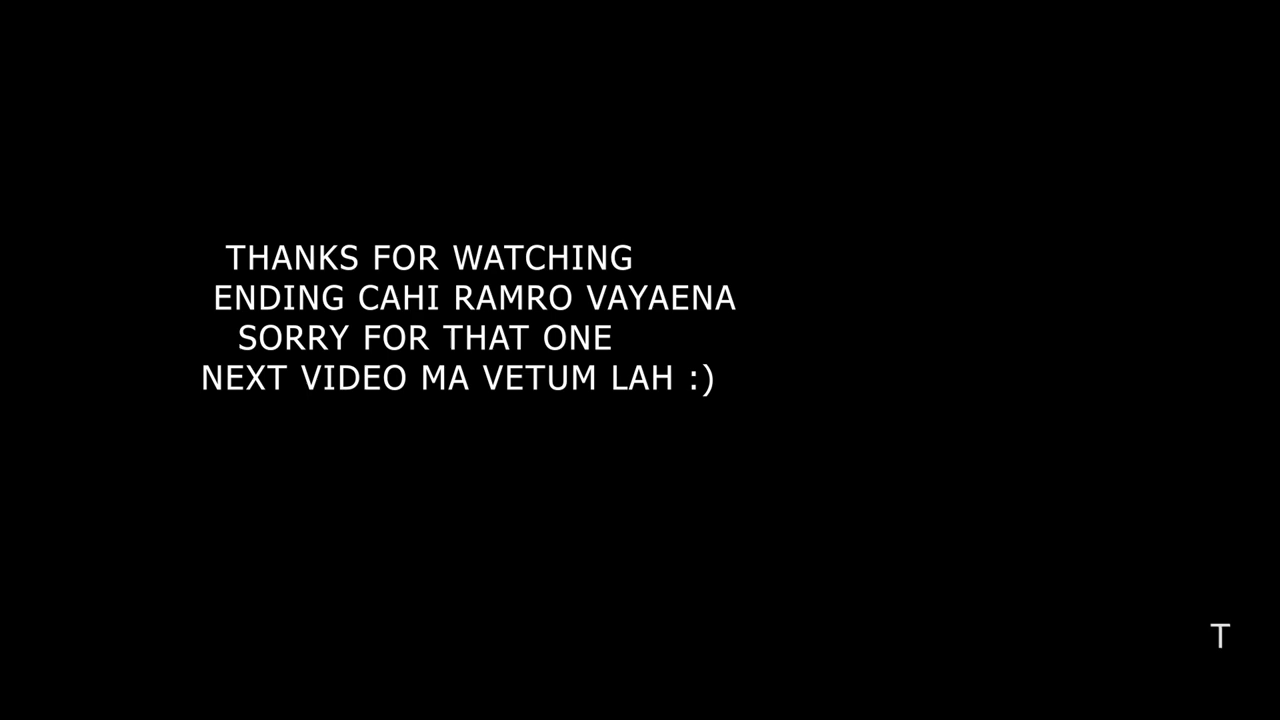 THANKS FOR WATCHING
ENDING CAHI RAMRO VAYAENA
SORRY FOR THAT ONE
NEXT VIDEO MA VETUM LAH :)
T